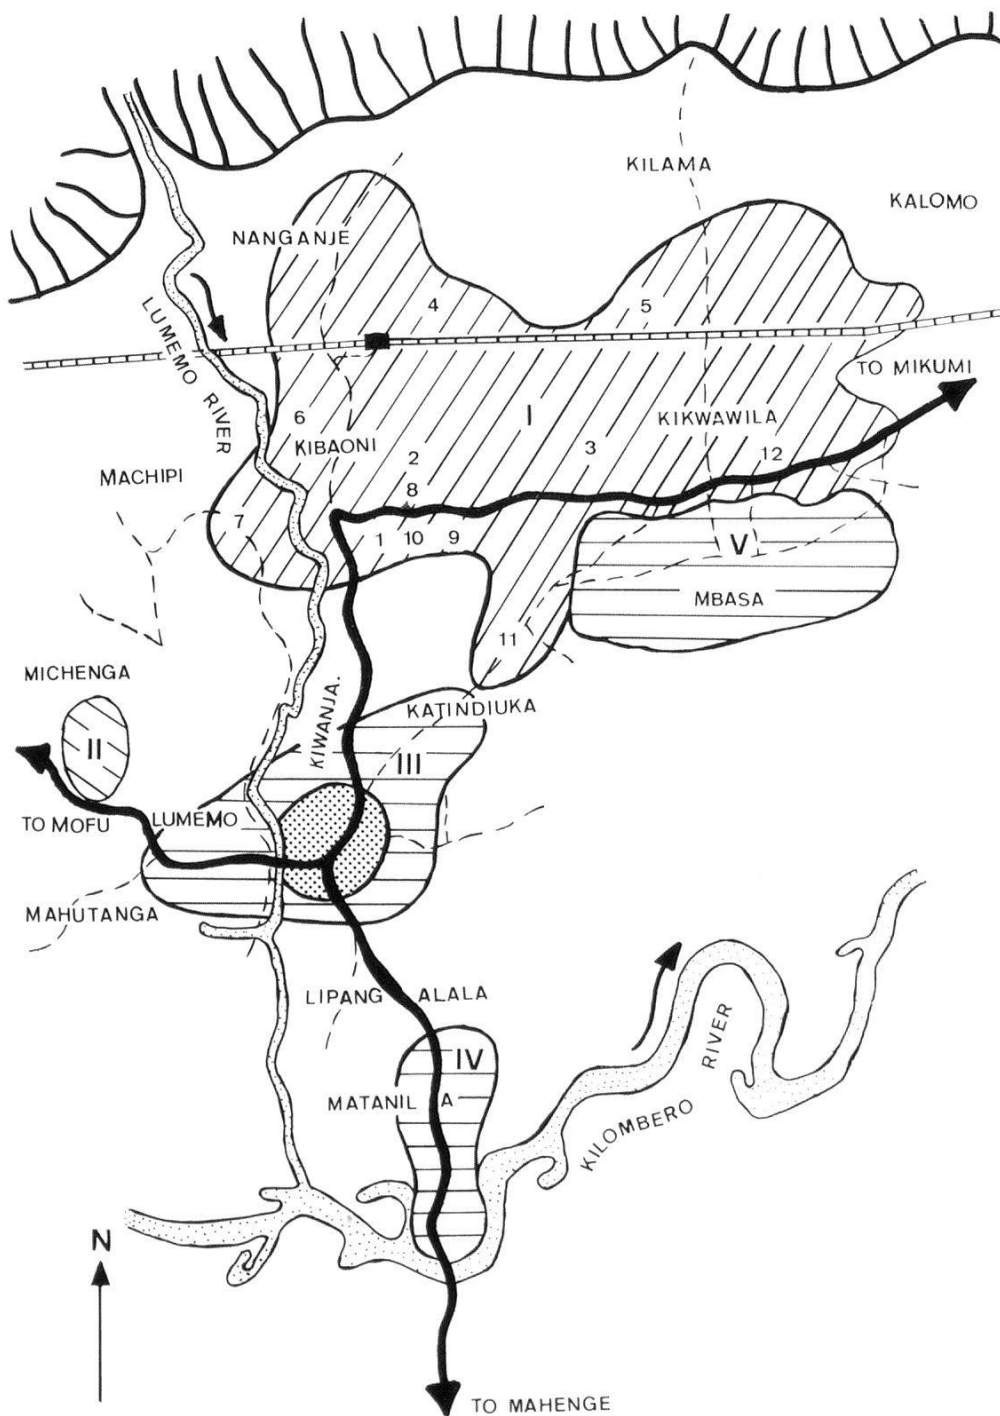 KILAMA
KALOMO
NANGANJE
4
5
LUMEMO RIVER
TO MIKUMI
6
I
KIKWAWILA
KIBAONI
3
12
2
MACHIPI
8
7
1
10
9
V
MBASA
11
MICHENGA
KIWANJA.
KATINDIUKA
II
III
TO MOFU
LUMEMO
MAHUTANGA
LIPANG ALALA
RIVER
IV
MATANIL A
KILOMBERO
N
TO MAHENGE